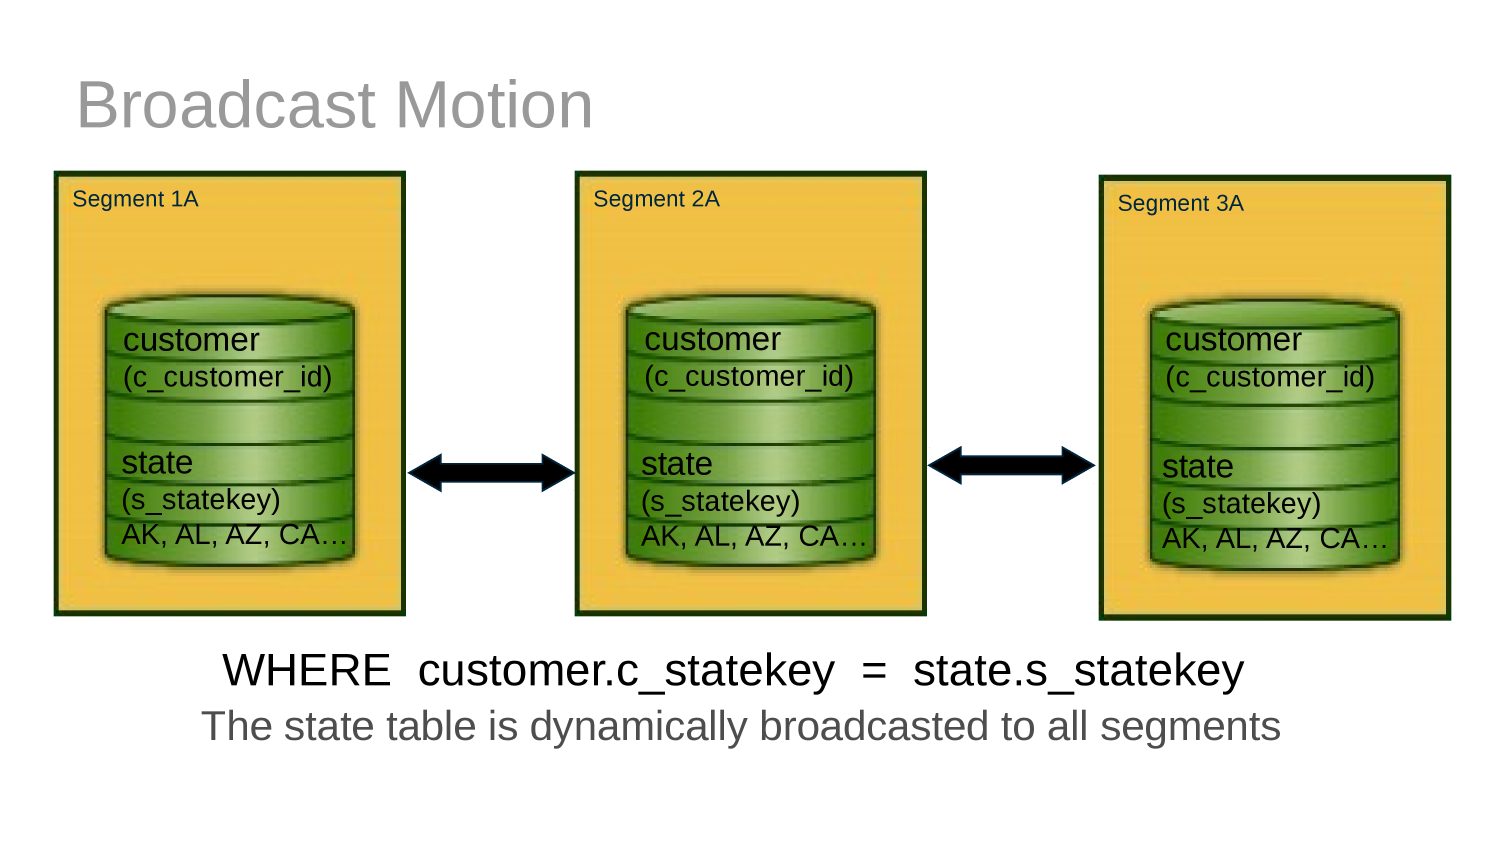 Broadcast Motion
Segment 1A
customer
(c_customer_id)
state
(s_statekey)
AK, AL, AZ, CA…
Segment 2A
customer
(c_customer_id)
state
(s_statekey)
AK, AL, AZ, CA…
Segment 3A
customer
(c_customer_id)
state
(s_statekey)
AK, AL, AZ, CA…
WHERE customer.c_statekey = state.s_statekey
The state table is dynamically broadcasted to all segments